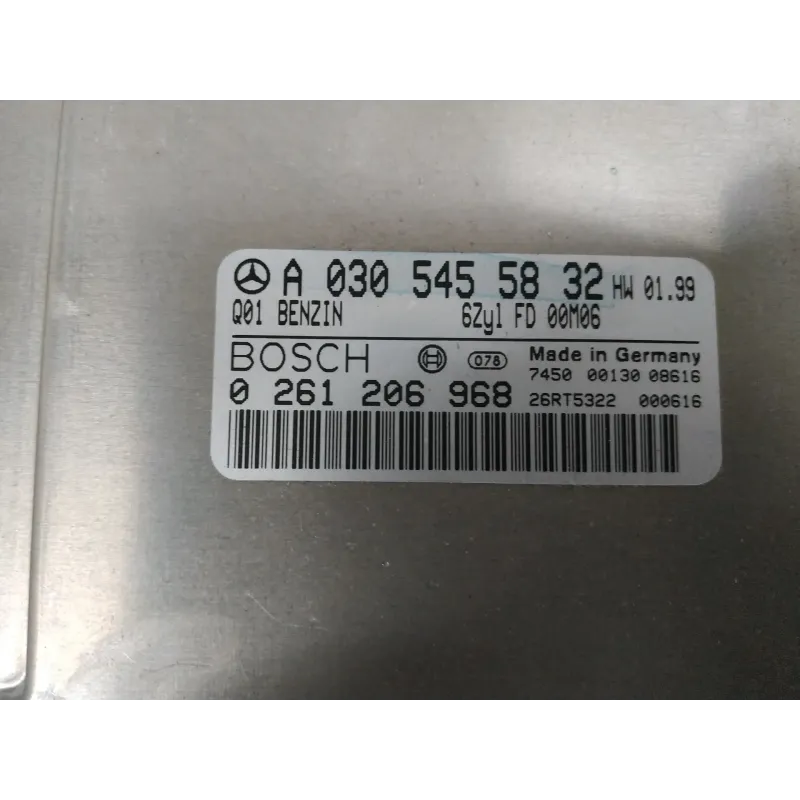 A 030 545 58 32 HW 01.99
Q01 BENZIN 6Zyl FD 00M06
BOSCH 078 Made in Germany
7450 00130 08616
0 261 206 968 26RT5322 000616